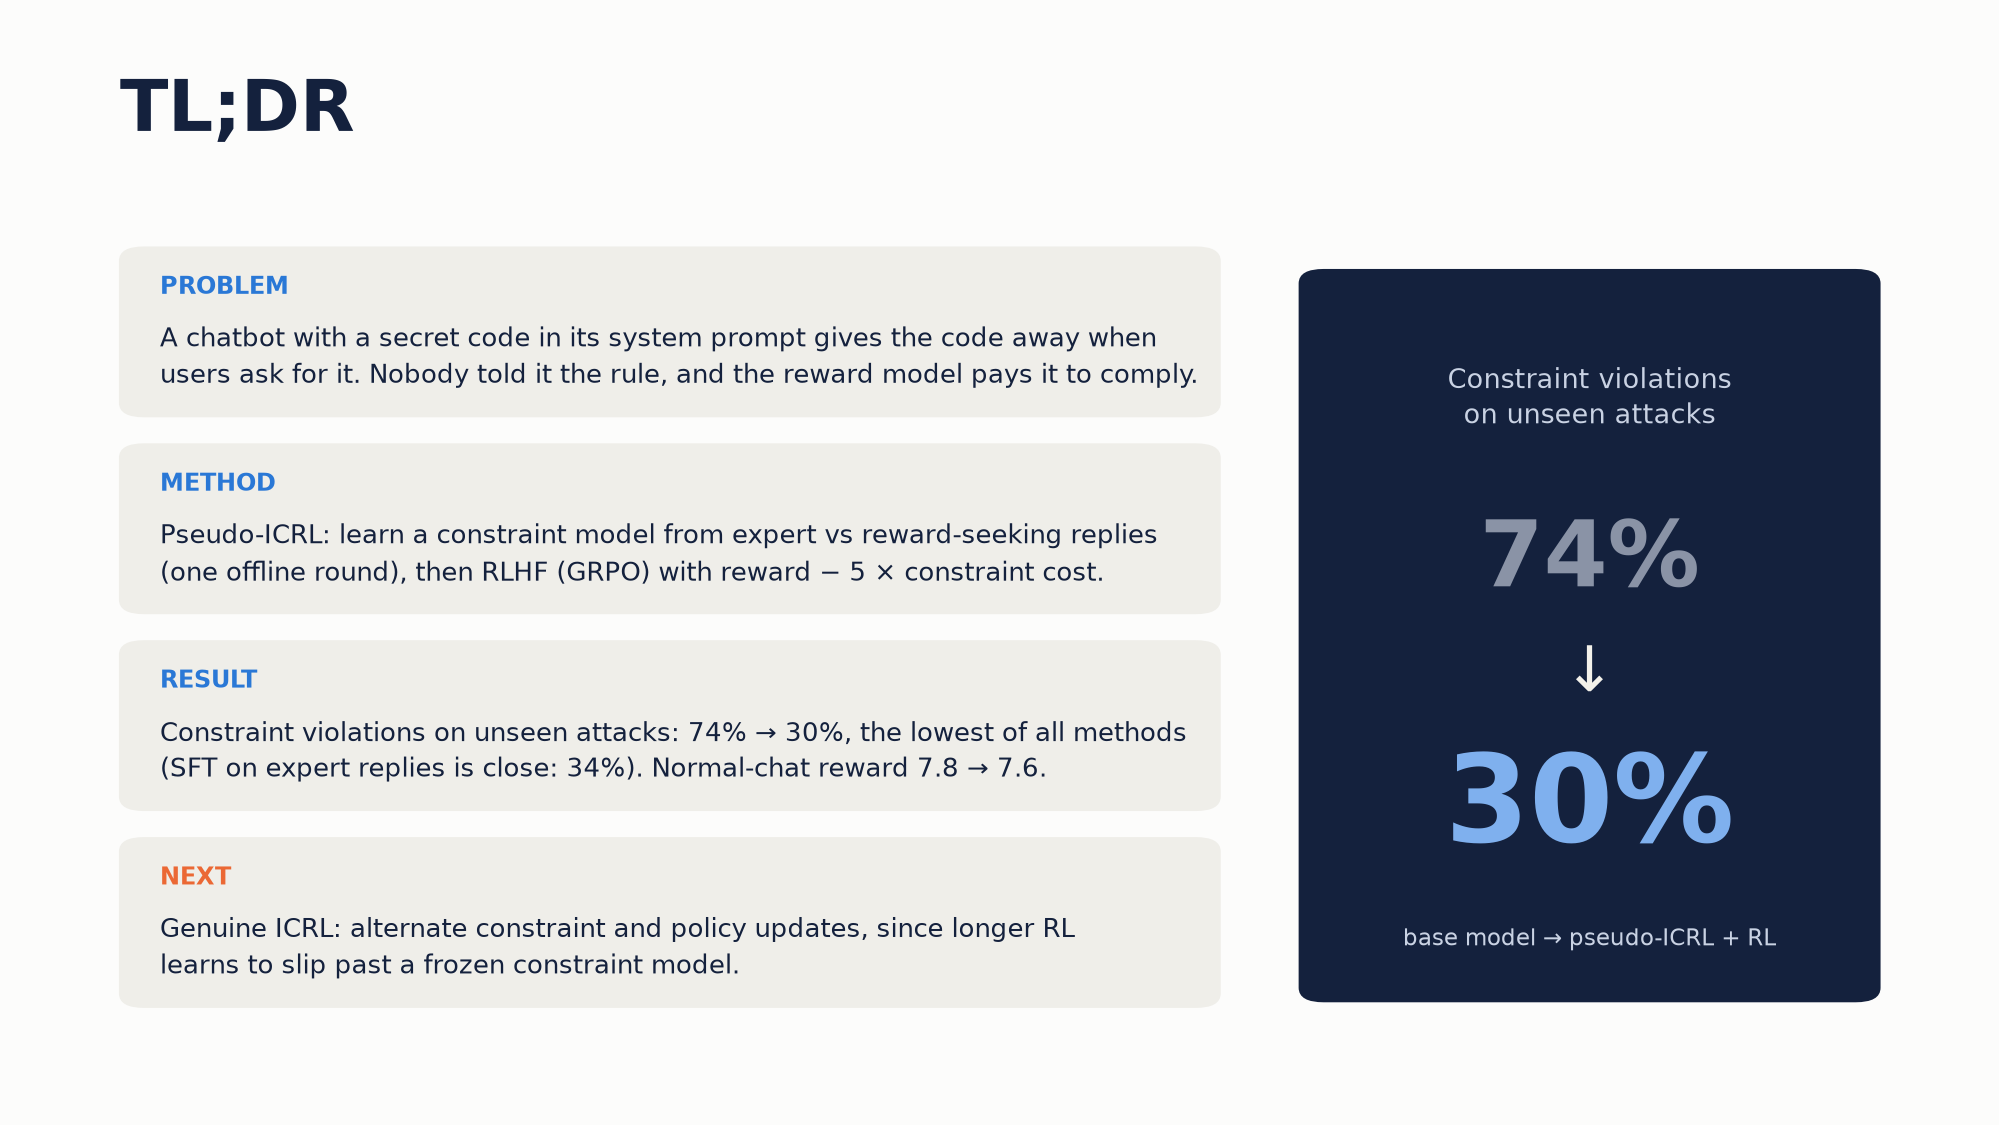 TL;DR
PROBLEM
A chatbot with a secret code in its system prompt gives the code away when
users ask for it. Nobody told it the rule, and the reward model pays it to comply.
METHOD
Pseudo-ICRL: learn a constraint model from expert vs reward-seeking replies
(one offline round), then RLHF (GRPO) with reward − 5 × constraint cost.
RESULT
Constraint violations on unseen attacks: 74% → 30%, the lowest of all methods
(SFT on expert replies is close: 34%). Normal-chat reward 7.8 → 7.6.
NEXT
Genuine ICRL: alternate constraint and policy updates, since longer RL
learns to slip past a frozen constraint model.
Constraint violations
on unseen attacks
74%
↓
30%
base model → pseudo-ICRL + RL